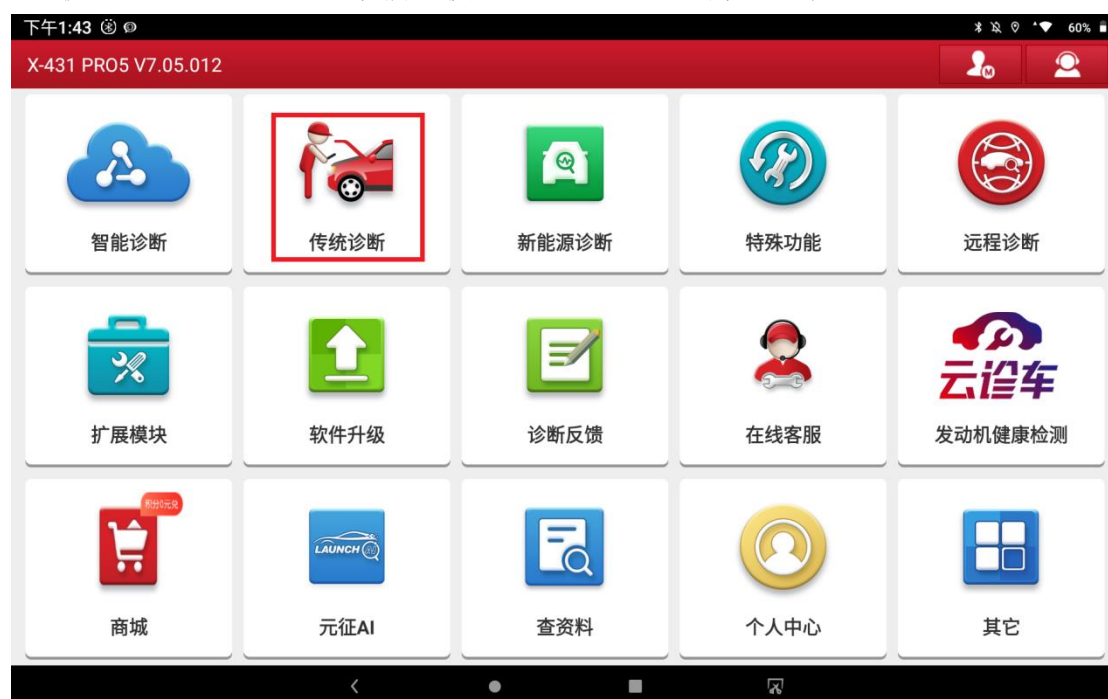 下午1:43
60%
X-431 PRO5 V7.05.012
M
智能诊断
传统诊断
新能源诊断
特殊功能
远程诊断
云诊车
扩展模块
软件升级
诊断反馈
在线客服
发动机健康检测
积分0元兑
LAUNCH
商城
元征AI
查资料
个人中心
其它